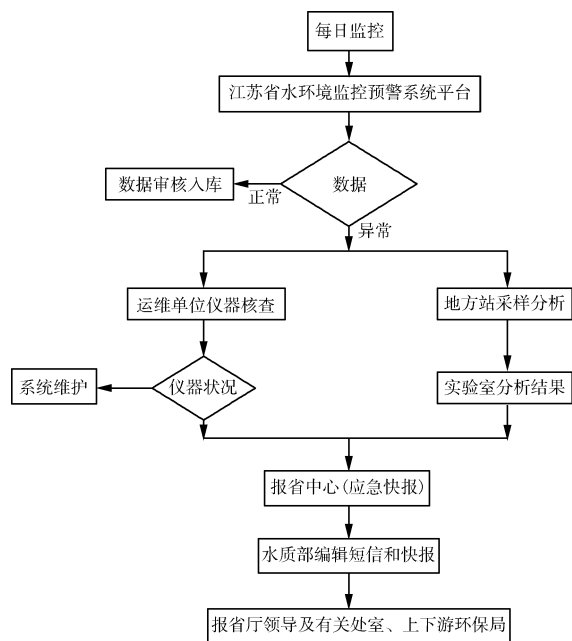 每日监控
江苏省水环境监控预警系统平台
数据
数据审核入库
正常
异常
运维单位仪器核查
地方站采样分析
系统维护
仪器状况
实验室分析结果
报省中心(应急快报)
水质部编辑短信和快报
报省厅领导及有关处室、上下游环保局